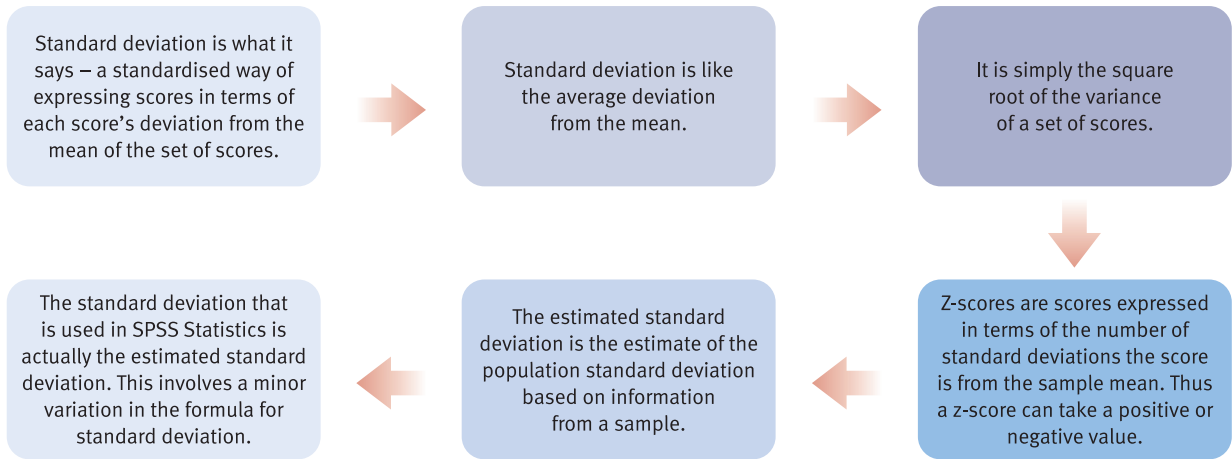 Standard deviation is what it
says – a standardised way of
expressing scores in terms of
each score’s deviation from the
mean of the set of scores.
Standard deviation is like
the average deviation
from the mean.
It is simply the square
root of the variance
of a set of scores.
Z-scores are scores expressed
in terms of the number of
standard deviations the score
is from the sample mean. Thus
a z-score can take a positive or
negative value.
The estimated standard
deviation is the estimate of the
population standard deviation
based on information
from a sample.
The standard deviation that
is used in SPSS Statistics is
actually the estimated standard
deviation. This involves a minor
variation in the formula for
standard deviation.